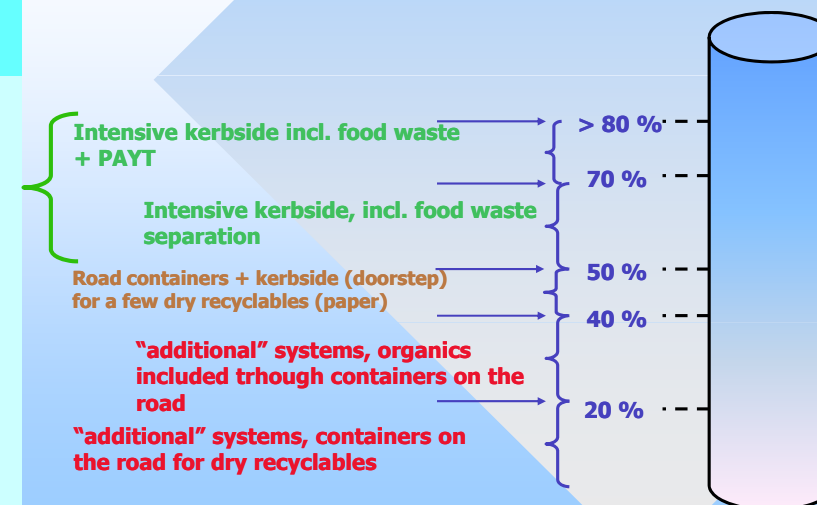 Intensive kerbside incl. food waste
+ PAYT
> 80 %
70 %
Intensive kerbside, incl. food waste
separation
Road containers + kerbside (doorstep)
for a few dry recyclables (paper)
50 %
40 %
“additional” systems, organics
included trhough containers on the
road
20 %
“additional” systems, containers on
the road for dry recyclables